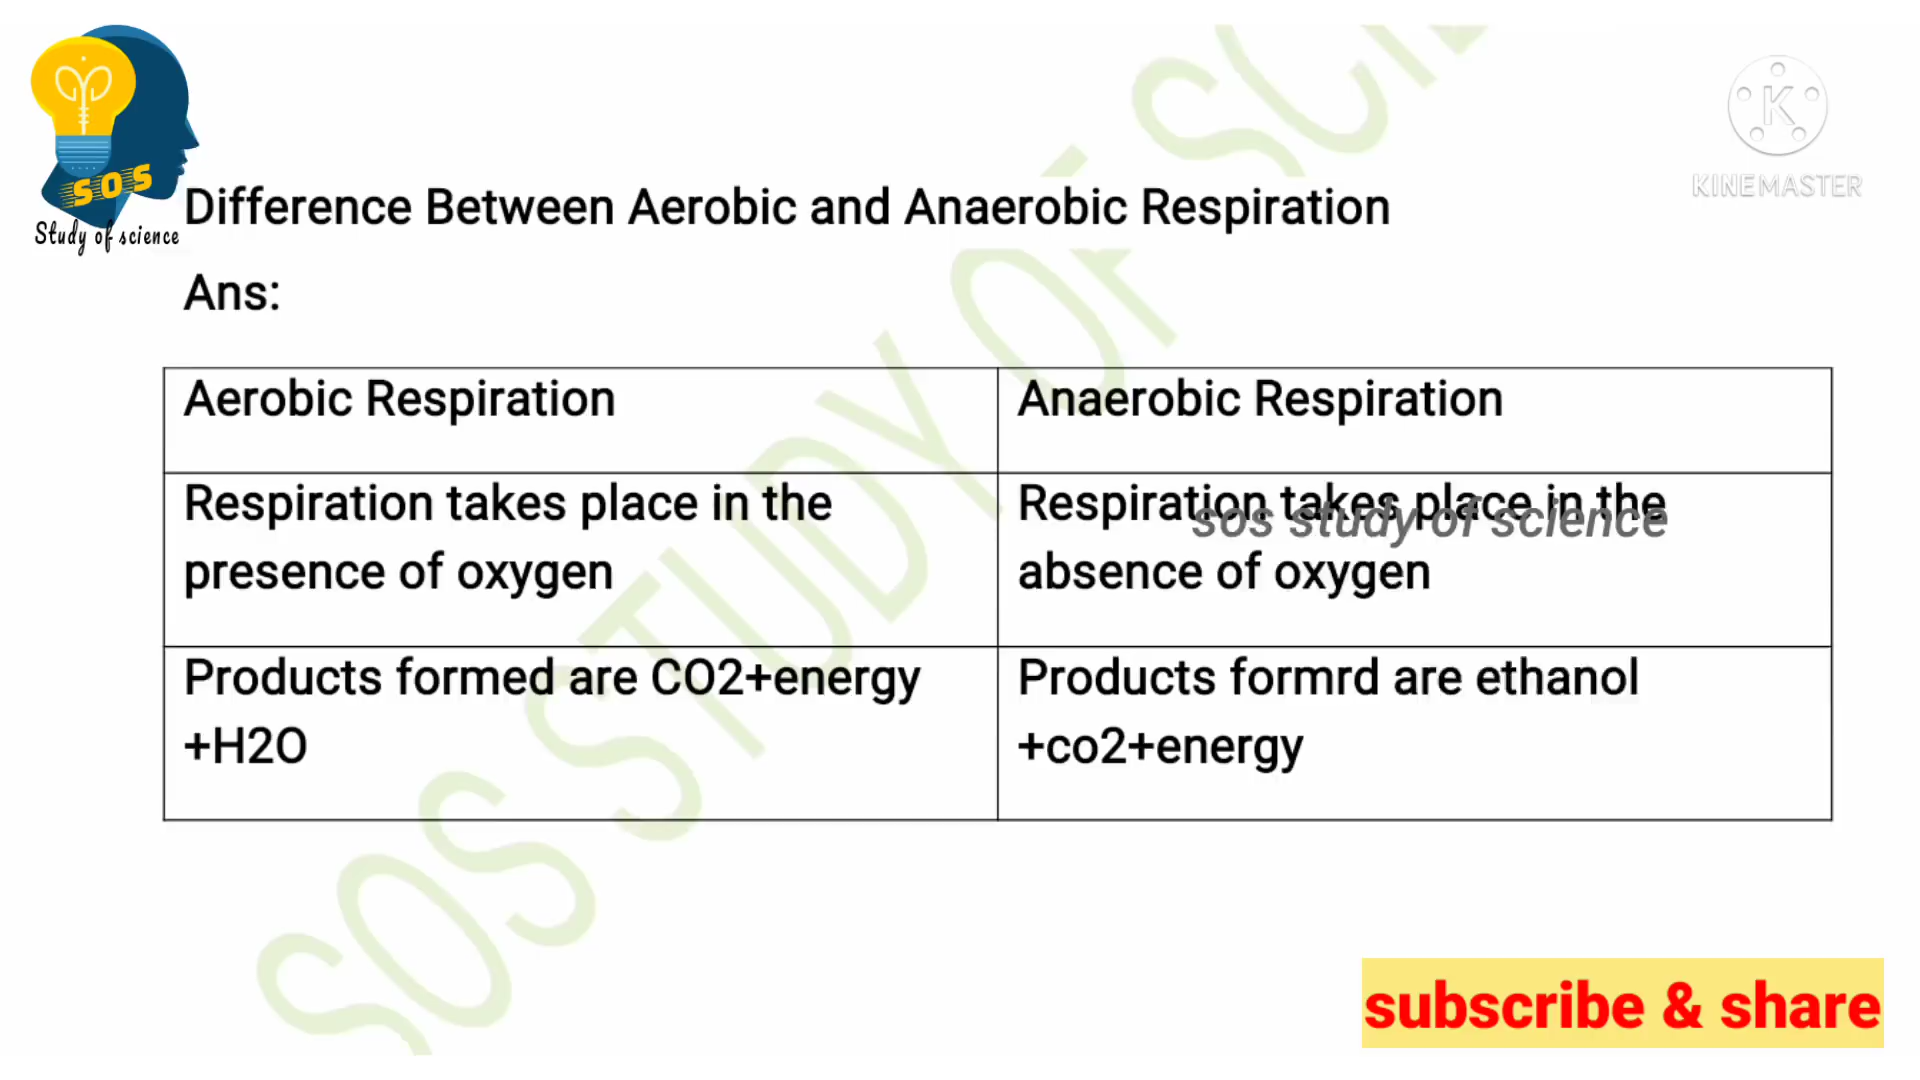 SOS
Study of science
K
KINEMASTER
Difference Between Aerobic and Anaerobic Respiration
Ans:
Aerobic Respiration
Anaerobic Respiration
Respiration takes place in the
presence of oxygen
Respiration takes place in the
absence of oxygen
sos study of science
Products formed are CO2+energy
+H2O
Products formrd are ethanol
+co2+energy
SOS STUDY OF SCI
subscribe & share